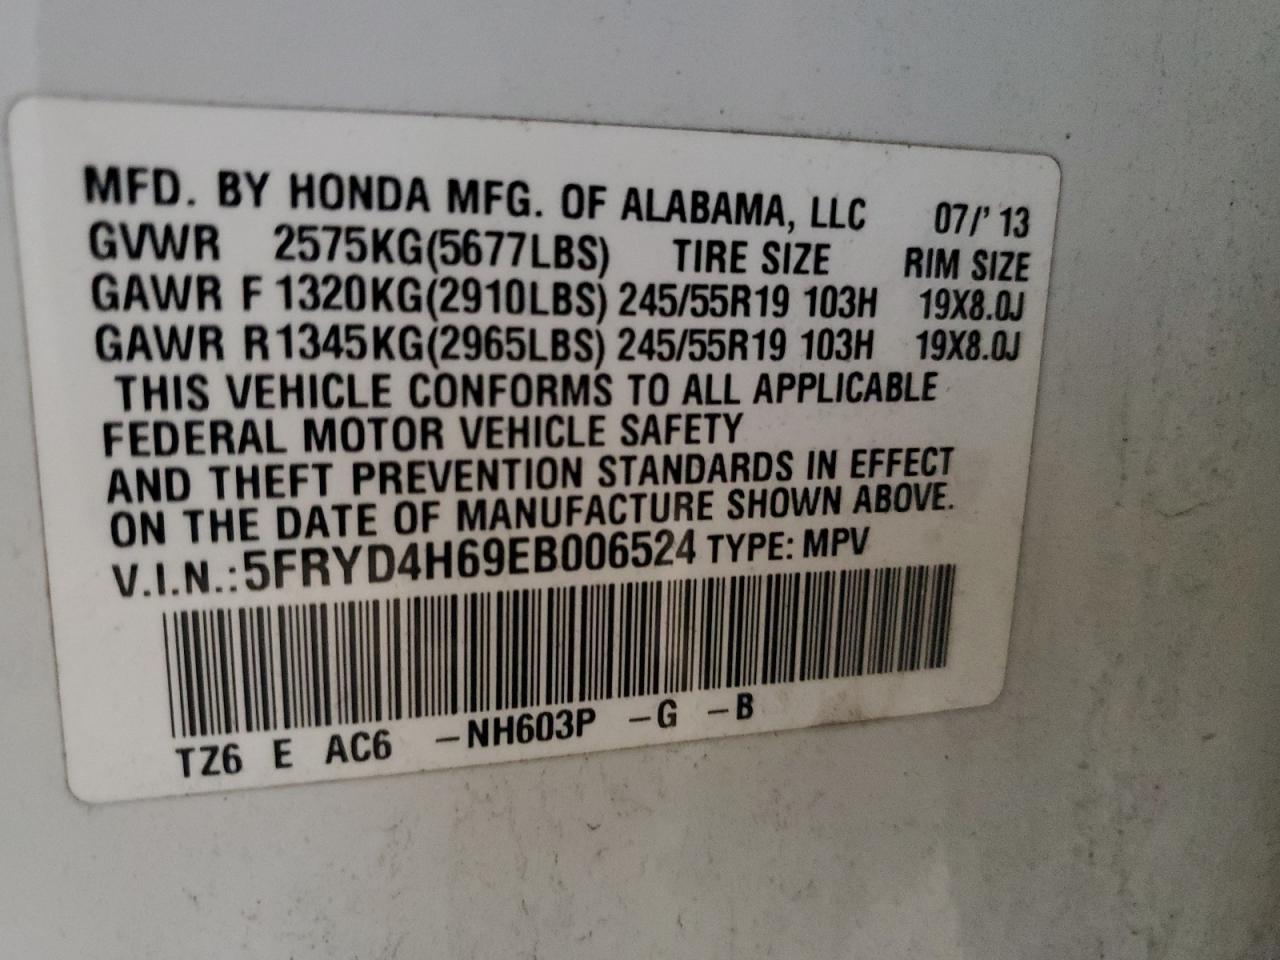 MFD. BY HONDA MFG. OF ALABAMA, LLC 07/' 13
GVWR 2575KG(5677LBS) TIRE SIZE RIM SIZE
GAWR F 1320KG(2910LBS) 245/55R19 103H 19X8.0J
GAWR R 1345KG(2965LBS) 245/55R19 103H 19X8.0J
THIS VEHICLE CONFORMS TO ALL APPLICABLE
FEDERAL MOTOR VEHICLE SAFETY
AND THEFT PREVENTION STANDARDS IN EFFECT
ON THE DATE OF MANUFACTURE SHOWN ABOVE.
V.I.N.: 5FRYD4H69EB006524 TYPE: MPV
TZ6 E AC6 -NH603P -G -B